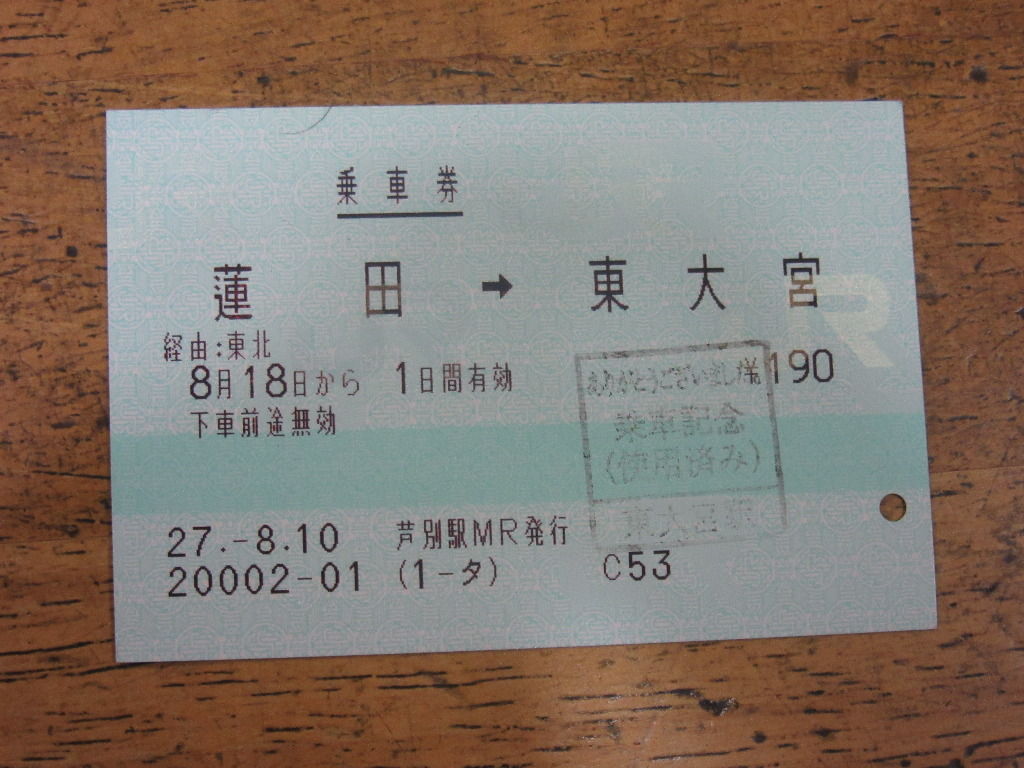 乗車券
蓮田 → 東大宮
経由:東北
8月18日から 1日間有効 ¥190
下車前途無効
ありがとうございました
乗車記念
(使用済み)
東大宮駅
27.-8.10 芦別駅MR発行
20002-01 (1-タ) C53
R